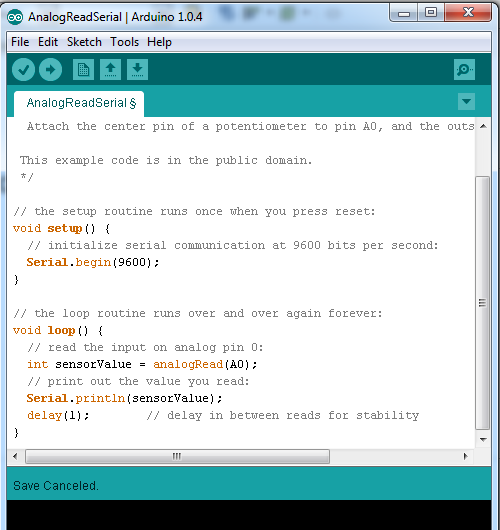 AnalogReadSerial | Arduino 1.0.4
File Edit Sketch Tools Help
AnalogReadSerial §
Attach the center pin of a potentiometer to pin A0, and the outs
This example code is in the public domain.
*/
// the setup routine runs once when you press reset:
void setup() {
// initialize serial communication at 9600 bits per second:
Serial.begin(9600);
}
// the loop routine runs over and over again forever:
void loop() {
// read the input on analog pin 0:
int sensorValue = analogRead(A0);
// print out the value you read:
Serial.println(sensorValue);
delay(1);        // delay in between reads for stability
}
Save Canceled.